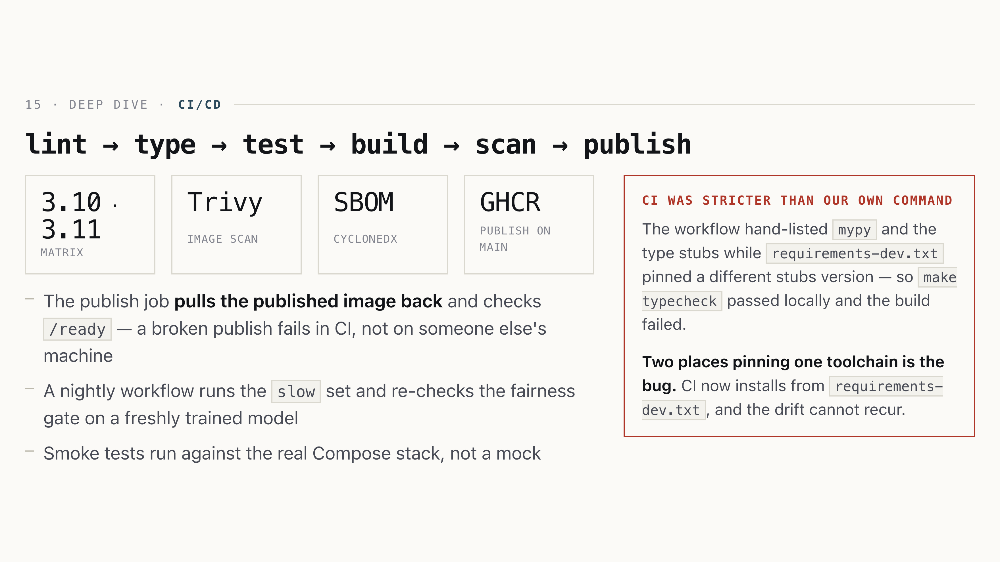 15 · DEEP DIVE · CI/CD
lint → type → test → build → scan → publish
3.10 ·
3.11
MATRIX
Trivy
IMAGE SCAN
SBOM
CYCLONEDX
GHCR
PUBLISH ON
MAIN
– The publish job pulls the published image back and checks
/ready — a broken publish fails in CI, not on someone else's
machine
– A nightly workflow runs the slow set and re-checks the fairness
gate on a freshly trained model
– Smoke tests run against the real Compose stack, not a mock
CI WAS STRICTER THAN OUR OWN COMMAND
The workflow hand-listed mypy and the
type stubs while requirements-dev.txt
pinned a different stubs version — so make
typecheck passed locally and the build
failed.
Two places pinning one toolchain is the
bug. CI now installs from requirements-
dev.txt, and the drift cannot recur.